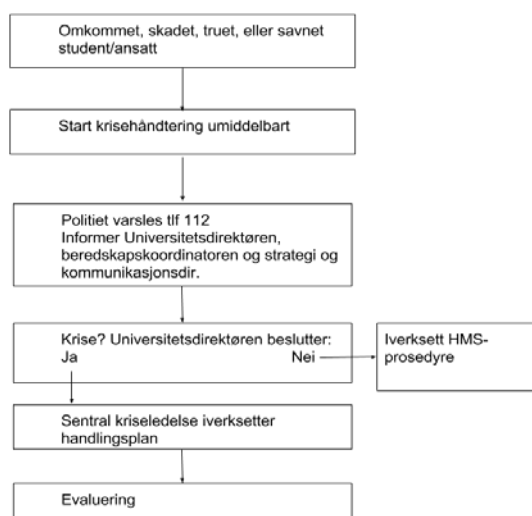 Omkommet, skadet, truet, eller savnet
student/ansatt
Start krisehåndtering umiddelbart
Politiet varsles tlf 112
Informer Universitetsdirektøren,
beredskapskoordinatoren og strategi og
kommunikasjonsdir.
Krise? Universitetsdirektøren beslutter:
Ja Nei
Iverksett HMS-
prosedyre
Sentral kriseledelse iverksetter
handlingsplan
Evaluering